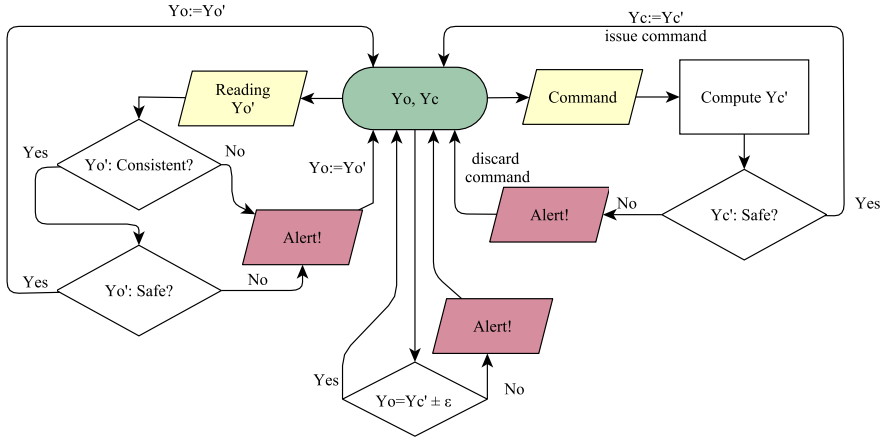 Yo:=Yo'
Yc:=Yc'
issue command
Reading
Yo'
Yo, Yc
Command
Compute Yc'
Yes
Yo': Consistent?
No
Yo:=Yo'
discard
command
Alert!
Alert!
No
Yc': Safe?
Yes
Yes
Yo': Safe?
No
Alert!
Yes
Yo=Yc' ± ε
No